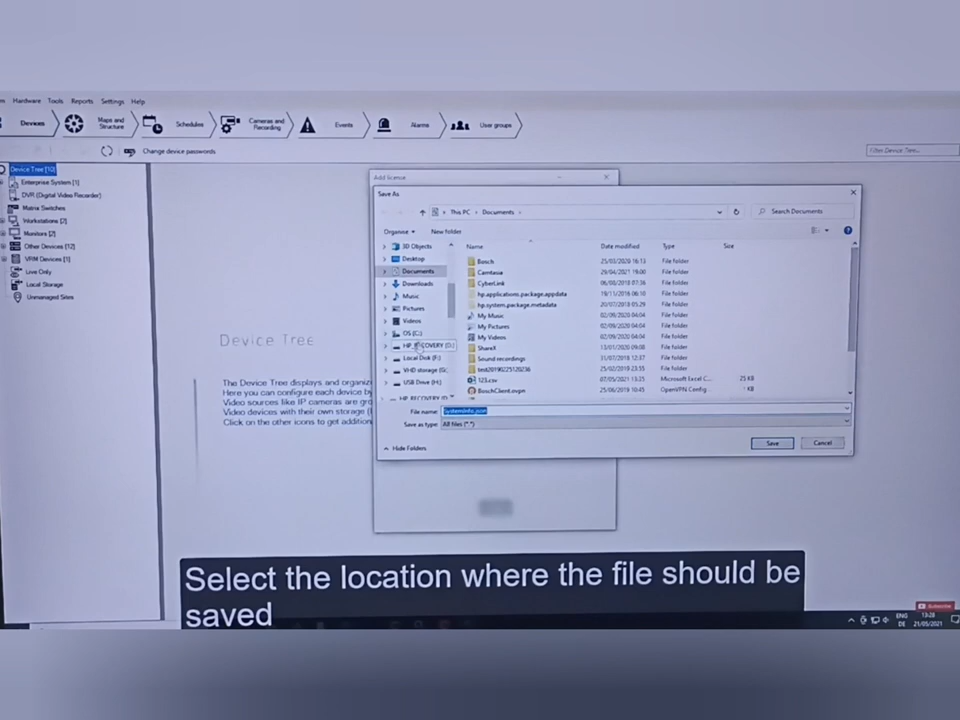 Hardware Tools Reports Settings Help
Devices
Maps and Structure
Schedules
Cameras and Recording
Events
Alarms
User groups
Change device passwords
Filter Device Tree...
Device Tree [10]
Enterprise System [1]
DVR (Digital Video Recorder)
Matrix Switches
Workstations [2]
Monitors [2]
Other Devices [12]
VRM Devices [1]
Live Only
Local Storage
Unmanaged Sites
Device Tree
The Device Tree displays and organiz
Here you can configure each device by
Video sources like IP cameras are gro
Video devices with their own storage (
Click on the other icons to get addition
Add license
Save As
This PC > Documents >
Search Documents
Organise
New folder
3D Objects
Desktop
Documents
Downloads
Music
Pictures
Videos
OS (C:)
HP_RECOVERY (D:)
Local Disk (F:)
VHD storage (G:
USB Drive (H:)
HP_RECOVERY (D
Name Date modified Type Size
Bosch 25/03/2020 16:13 File folder
Camtasia 29/04/2021 19:00 File folder
CyberLink 06/08/2018 07:36 File folder
hp.applications.package.appdata 19/11/2016 06:10 File folder
hp.system.package.metadata 20/07/2018 05:29 File folder
My Music 02/09/2020 04:04 File folder
My Pictures 02/09/2020 04:04 File folder
My Videos 02/09/2020 04:04 File folder
ShareX 13/01/2020 09:08 File folder
Sound recordings 31/07/2018 12:37 File folder
test20190225120236 25/02/2019 23:55 File folder
123.csv 07/05/2021 13:25 Microsoft Excel C... 25 KB
BoschClient.ovpn 25/06/2019 10:45 OpenVPN Config... 1 KB
File name: SystemInfo.json
Save as type: All files (*.*)
Hide Folders
Save
Cancel
Select the location where the file should be
saved
Subscribe
ENG
DE
13:28
21/05/2021